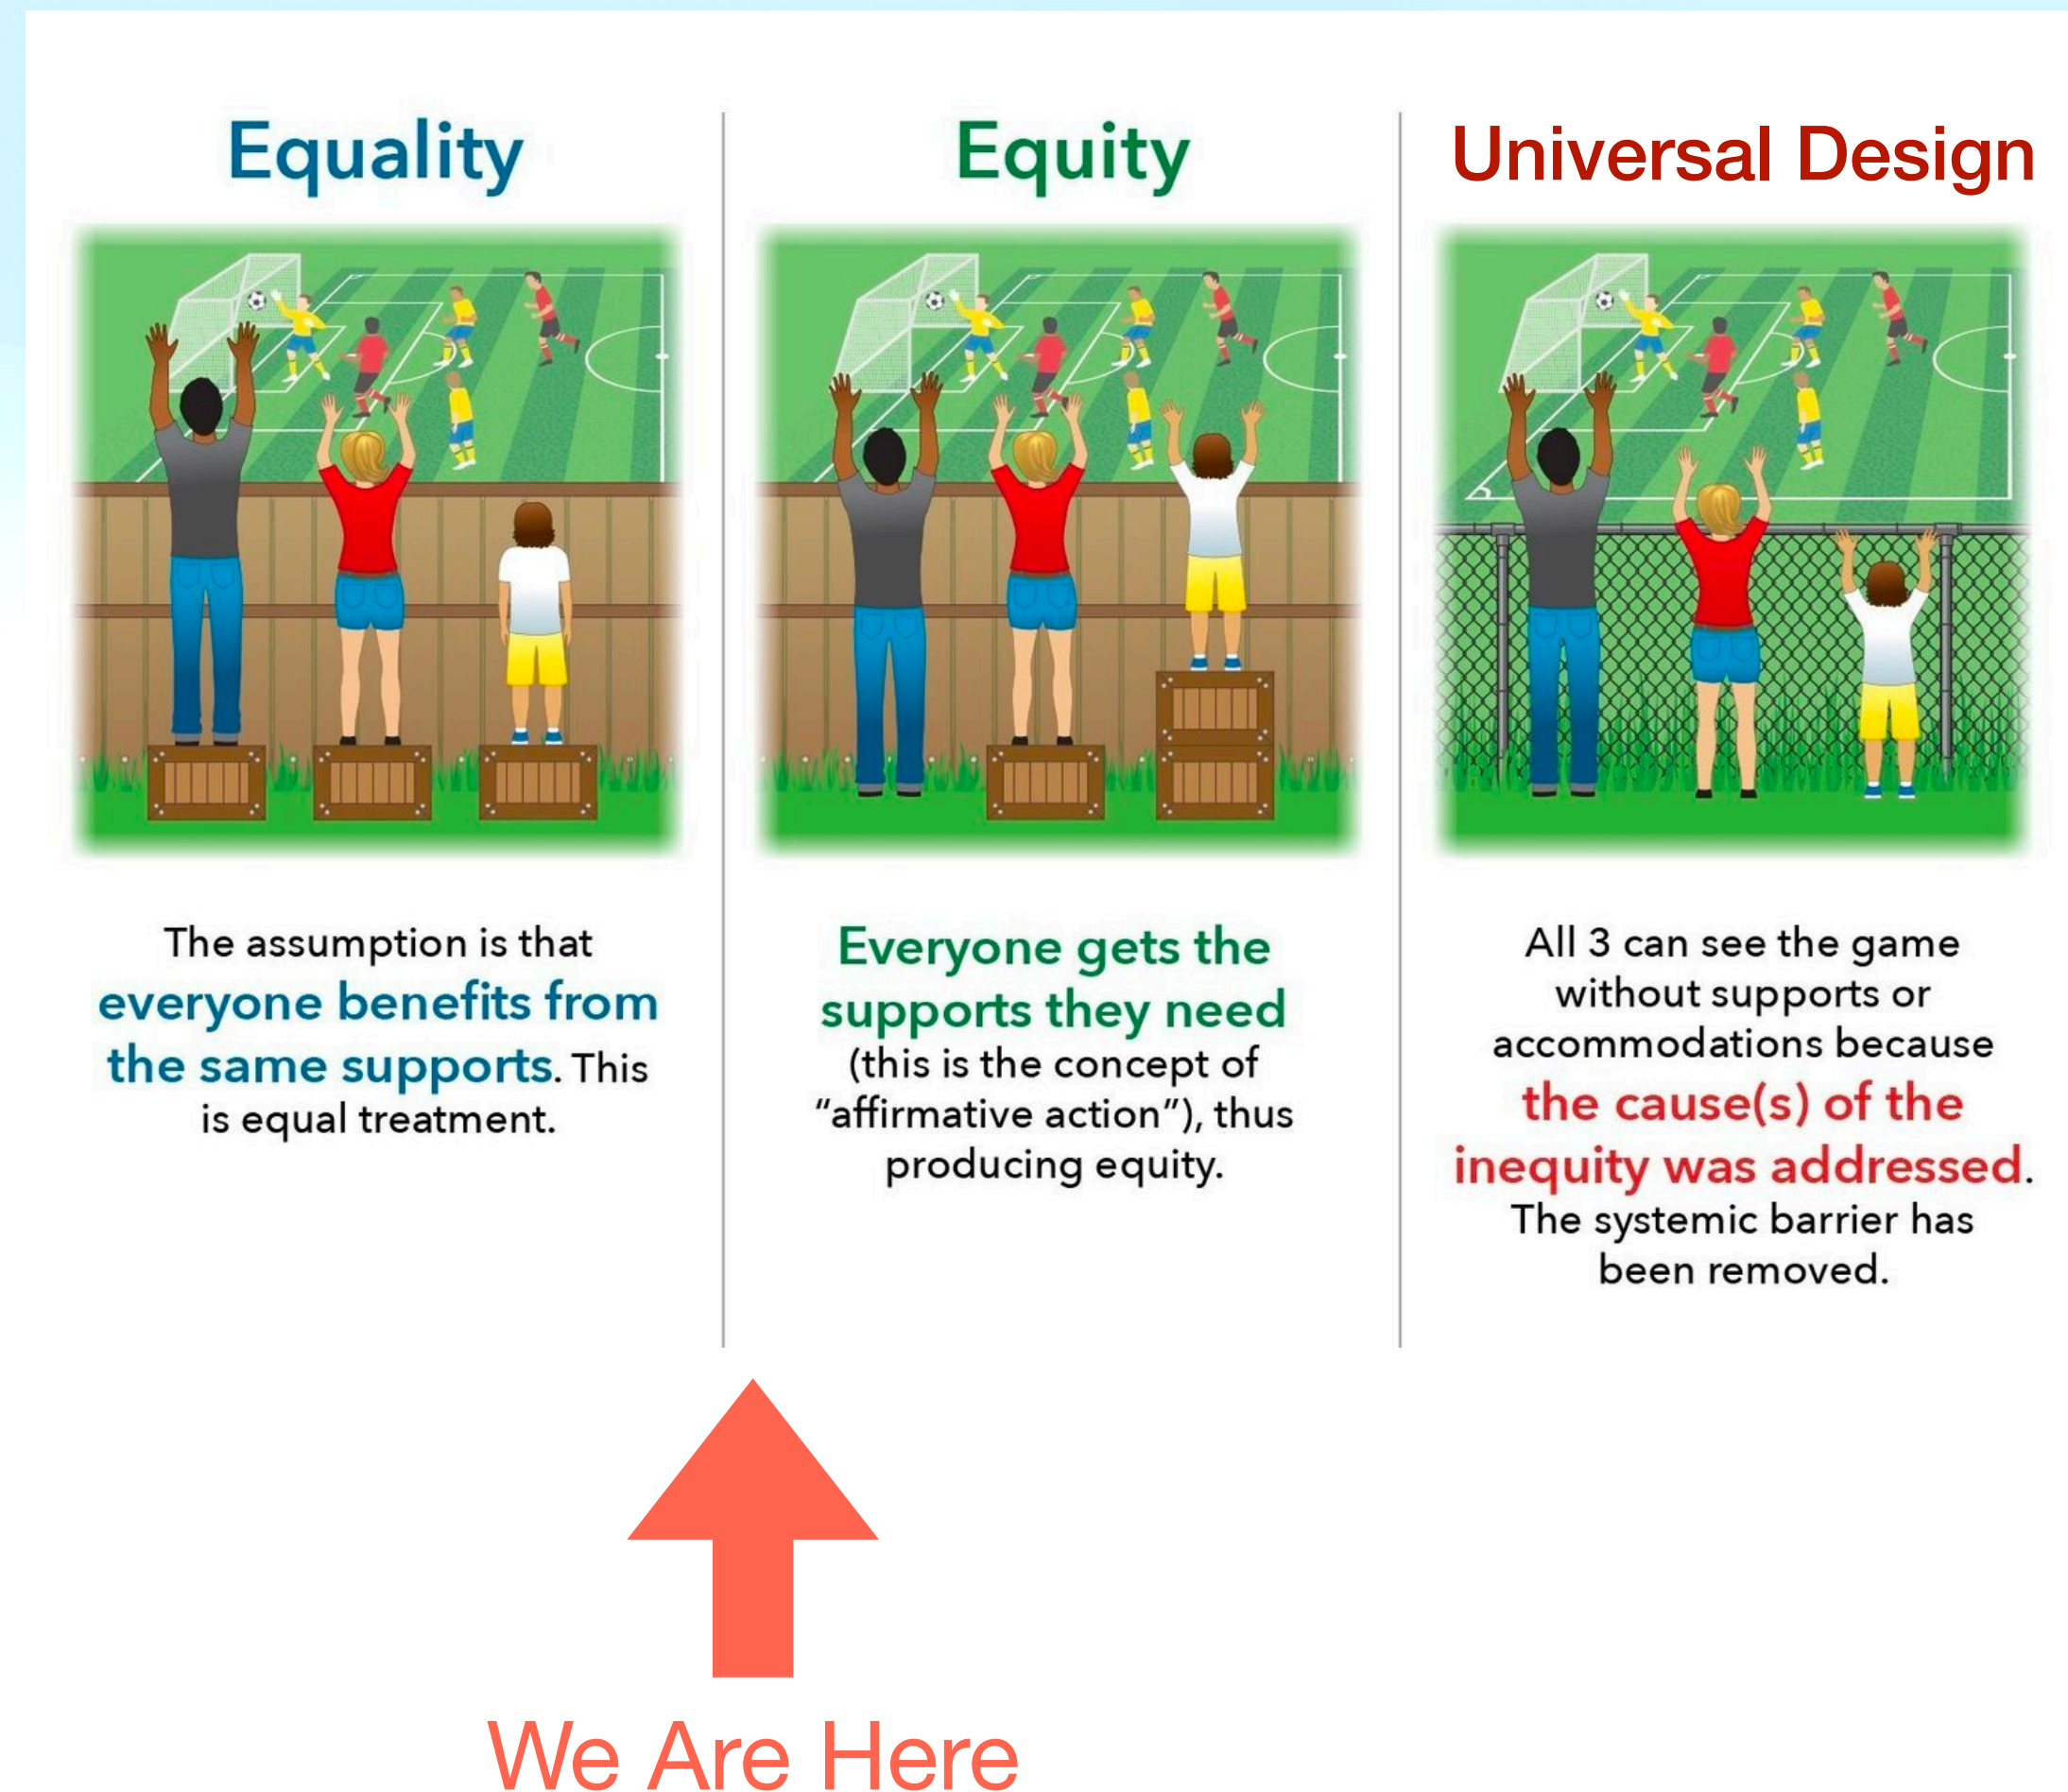 Equality
The assumption is that
everyone benefits from
the same supports. This
is equal treatment.
Equity
Everyone gets the
supports they need
(this is the concept of
“affirmative action”), thus
producing equity.
Universal Design
All 3 can see the game
without supports or
accommodations because
the cause(s) of the
inequity was addressed.
The systemic barrier has
been removed.
We Are Here